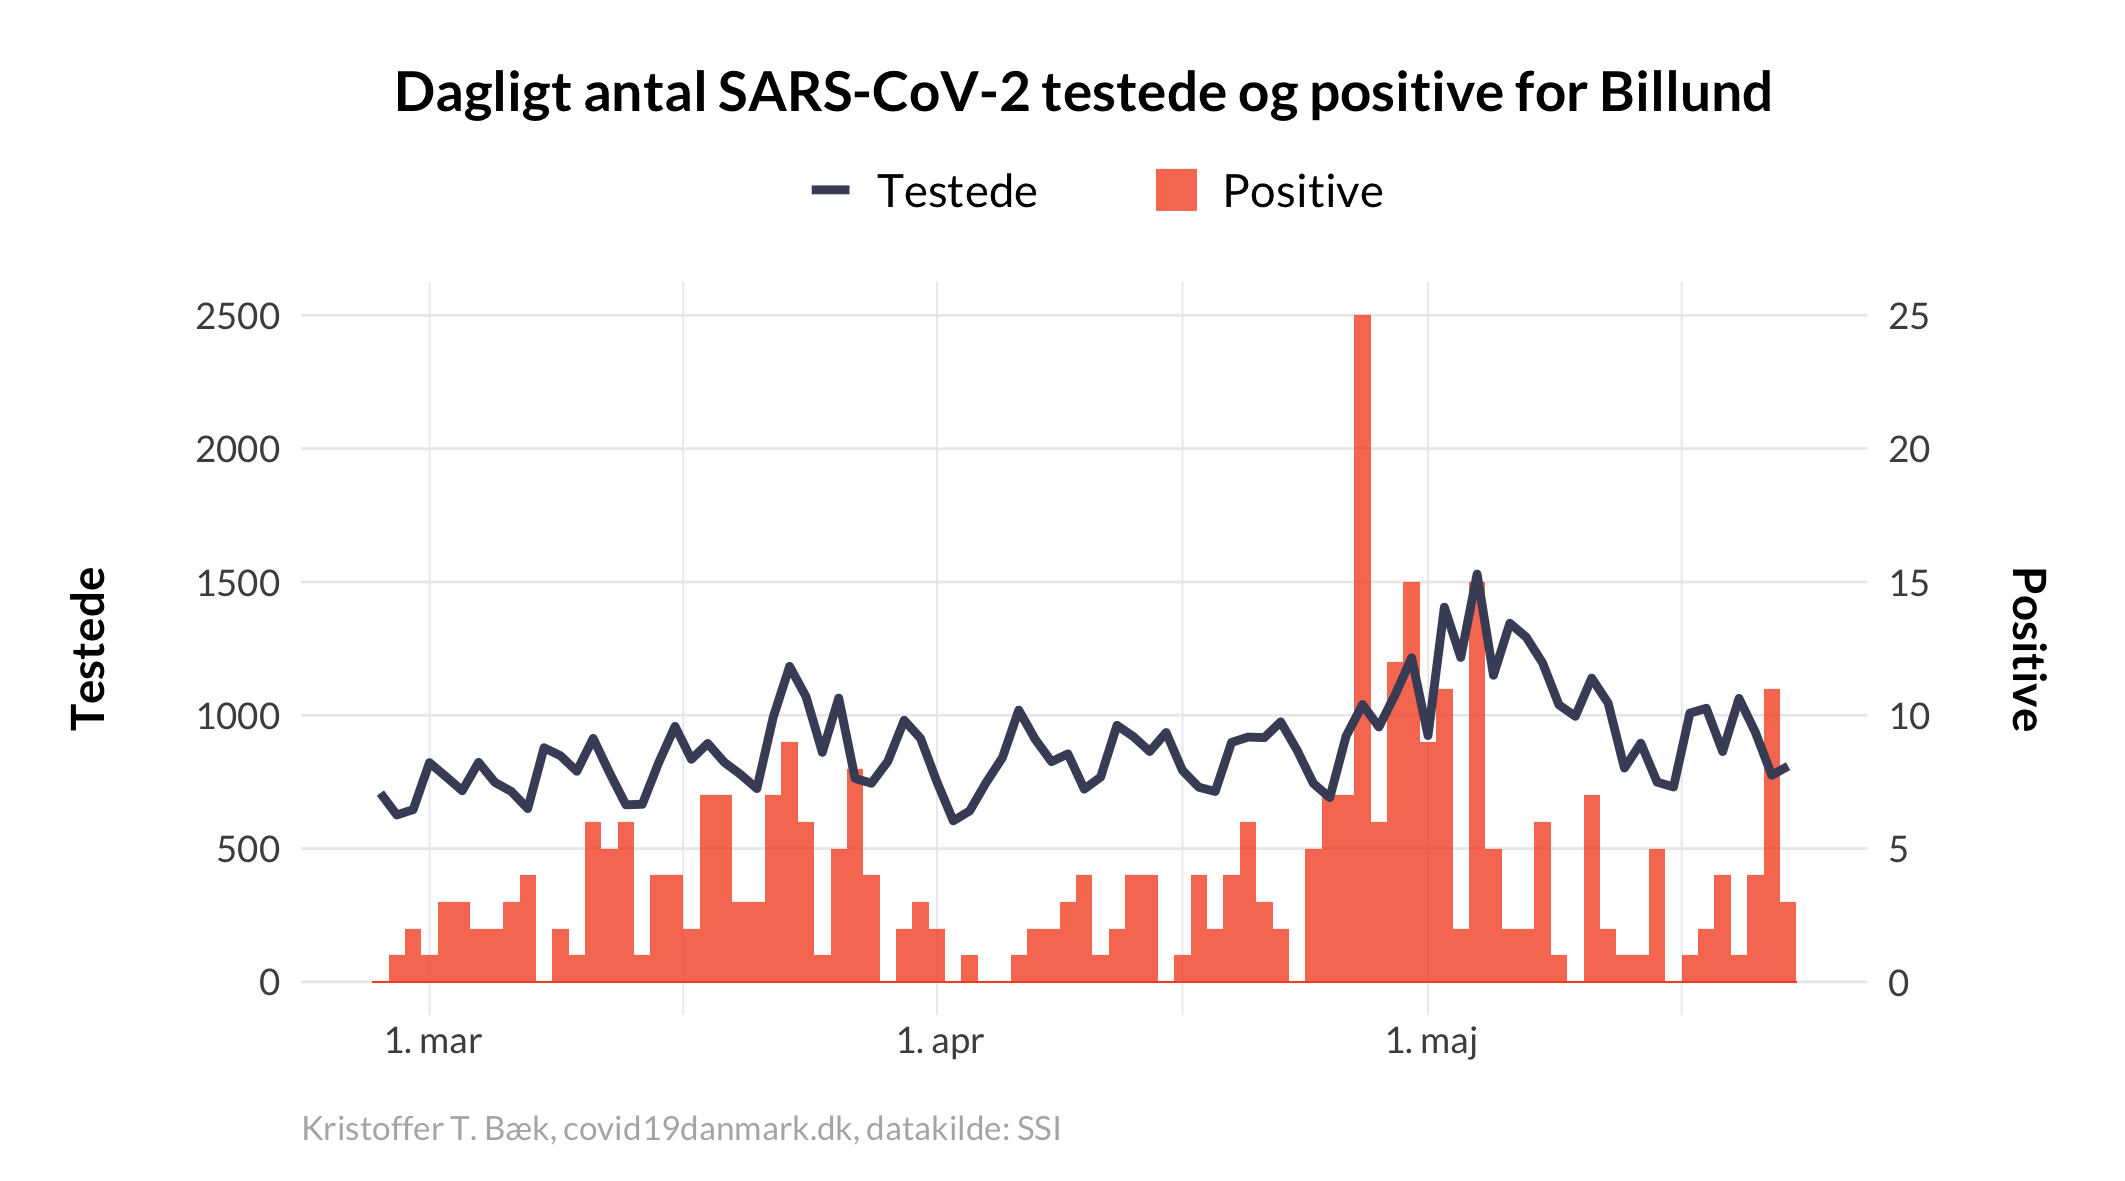 Dagligt antal SARS-CoV-2 testede og positive for Billund
Testede
Positive
2500
2000
1500
1000
500
0
Testede
25
20
15
10
5
0
Positive
1. mar
1. apr
1. maj
Kristoffer T. Bæk, covid19danmark.dk, datakilde: SSI